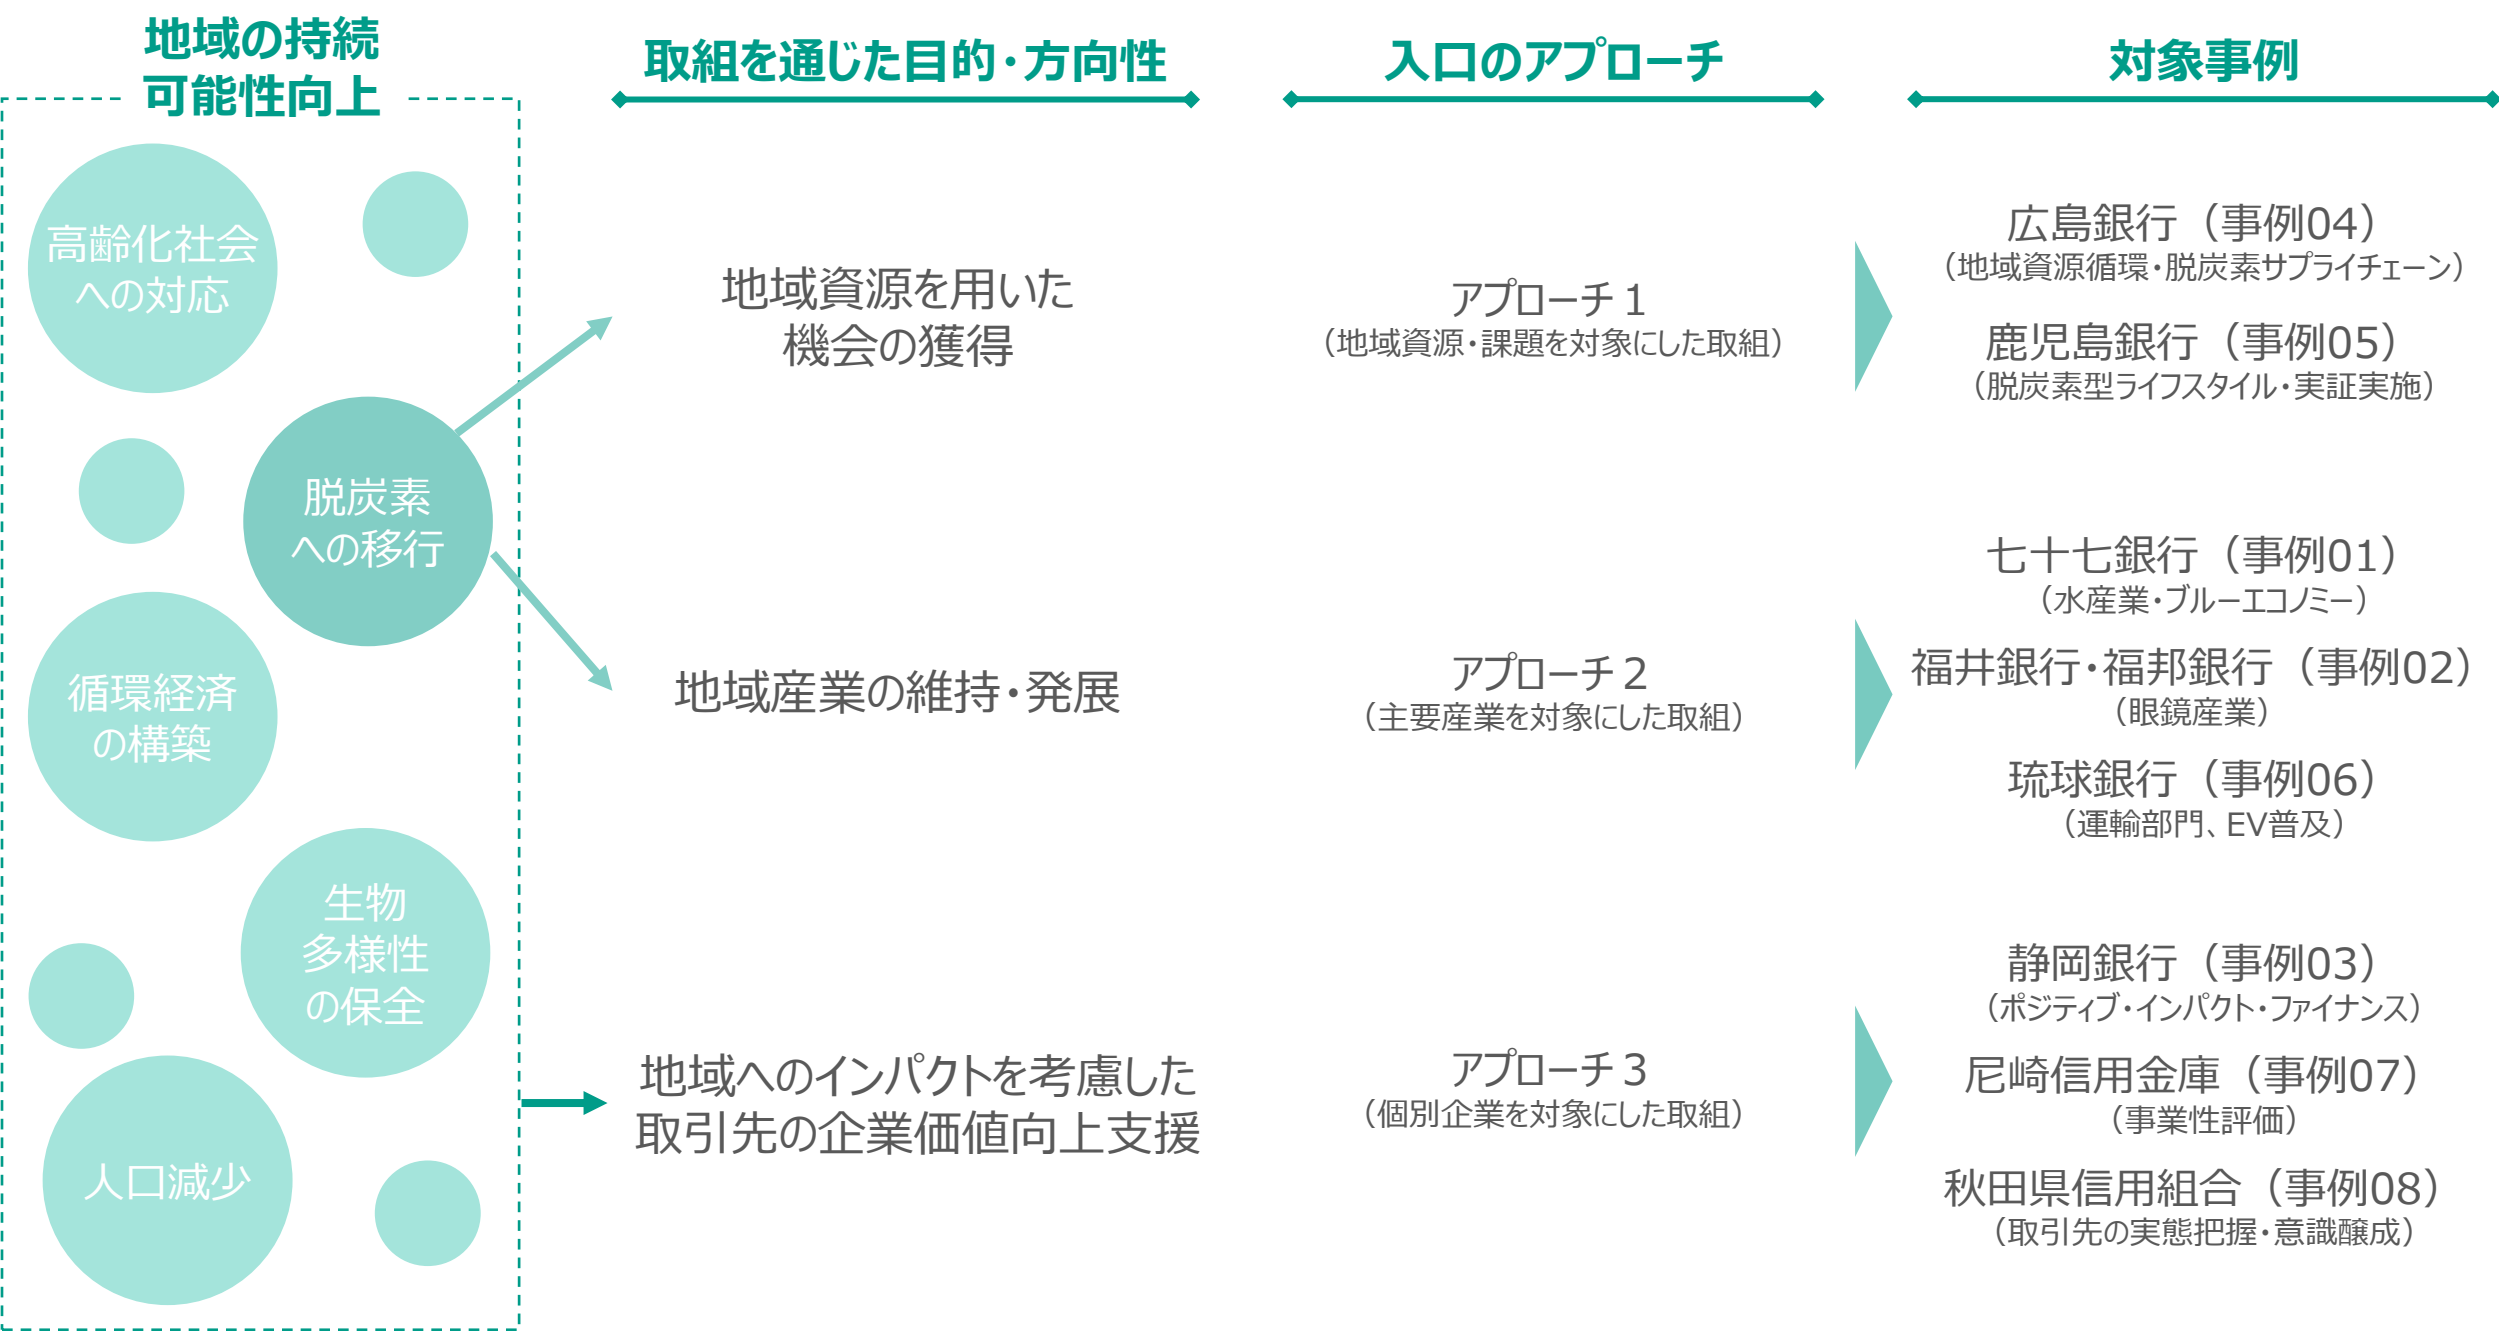 地域の持続
可能性向上
高齢化社会
への対応
脱炭素
への移行
循環経済
の構築
生物
多様性
の保全
人口減少
取組を通じた目的・方向性
地域資源を用いた
機会の獲得
地域産業の維持・発展
地域へのインパクトを考慮した
取引先の企業価値向上支援
入口のアプローチ
アプローチ１
（地域資源・課題を対象にした取組）
アプローチ２
（主要産業を対象にした取組）
アプローチ３
（個別企業を対象にした取組）
対象事例
広島銀行（事例04）
（地域資源循環・脱炭素サプライチェーン）
鹿児島銀行（事例05）
（脱炭素型ライフスタイル・実証実施）
七十七銀行（事例01）
（水産業・ブルーエコノミー）
福井銀行・福邦銀行（事例02）
（眼鏡産業）
琉球銀行（事例06）
（運輸部門、EV普及）
静岡銀行（事例03）
（ポジティブ・インパクト・ファイナンス）
尼崎信用金庫（事例07）
（事業性評価）
秋田県信用組合（事例08）
（取引先の実態把握・意識醸成）